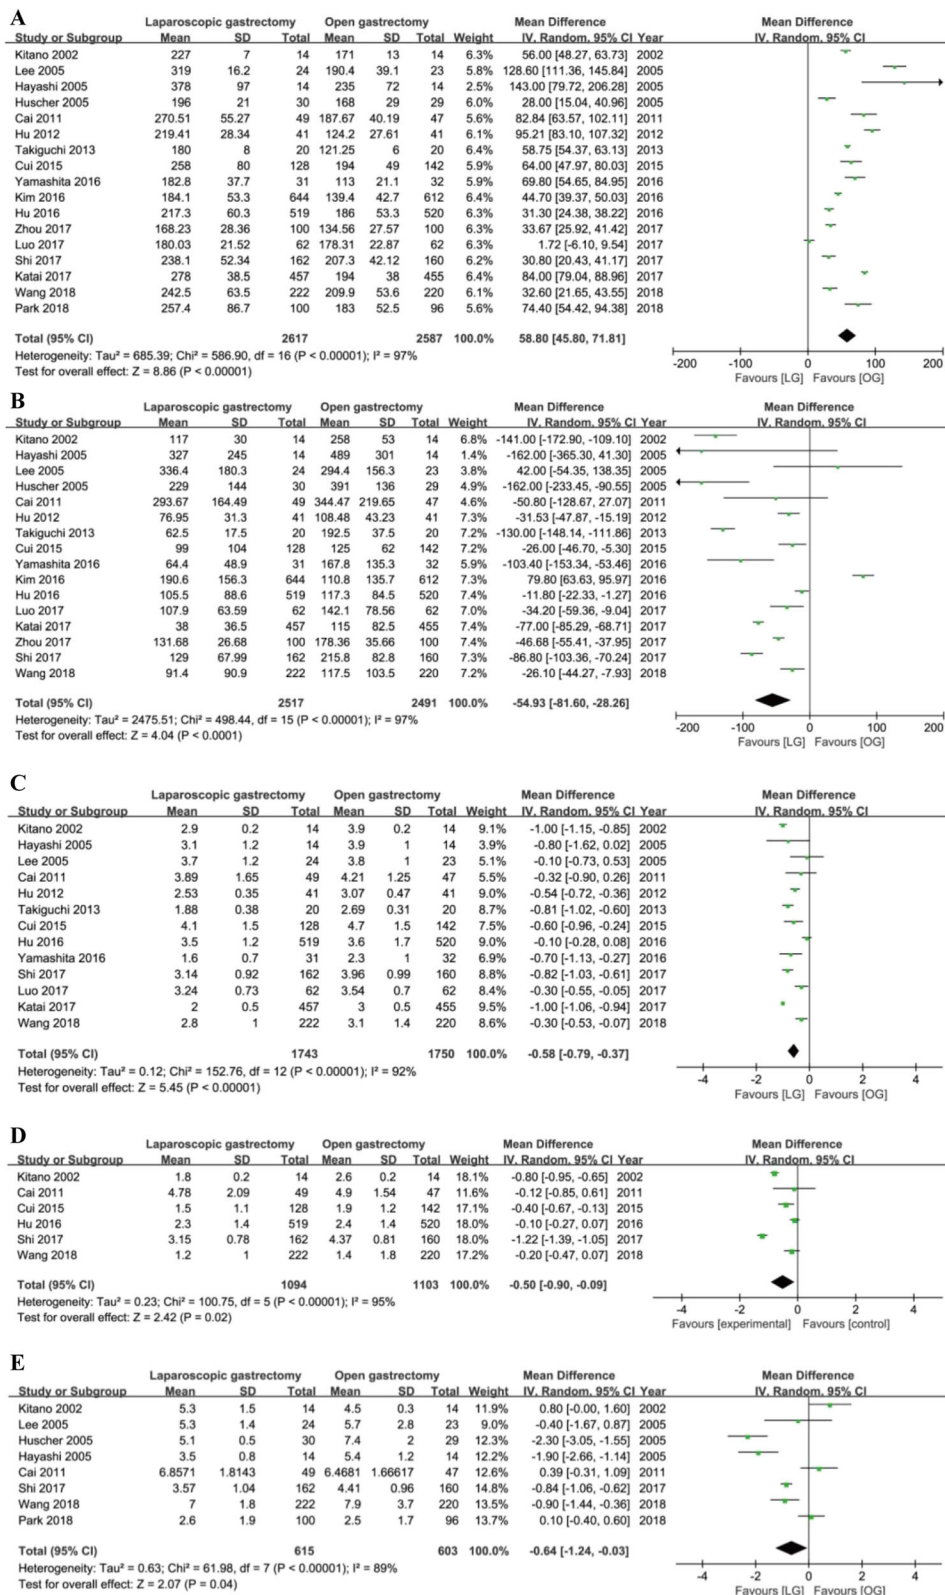 A
Laparoscopic gastrectomy Open gastrectomy Mean Difference Mean Difference
Study or Subgroup Mean SD Total Mean SD Total Weight IV, Random, 95% CI Year IV, Random, 95% CI
Kitano 2002 227 7 14 171 13 14 6.3% 56.00 [48.27, 63.73] 2002
Lee 2005 319 16.2 24 190.4 39.1 23 5.8% 128.60 [111.36, 145.84] 2005
Hayashi 2005 378 97 14 235 72 14 2.5% 143.00 [79.72, 206.28] 2005
Huscher 2005 196 21 30 168 29 29 6.0% 28.00 [15.04, 40.96] 2005
Cai 2011 270.51 55.27 49 187.67 40.19 47 5.6% 82.84 [63.57, 102.11] 2011
Hu 2012 219.41 28.34 41 124.2 27.61 41 6.1% 95.21 [83.10, 107.32] 2012
Takiguchi 2013 180 8 20 121.25 6 20 6.4% 58.75 [54.37, 63.13] 2013
Cui 2015 258 80 128 194 49 142 5.8% 64.00 [47.97, 80.03] 2015
Yamashita 2016 182.8 37.7 31 113 21.1 32 5.9% 69.80 [54.65, 84.95] 2016
Kim 2016 184.1 53.3 644 139.4 42.7 612 6.4% 44.70 [39.37, 50.03] 2016
Hu 2016 217.3 60.3 519 186 53.3 520 6.3% 31.30 [24.38, 38.22] 2016
Zhou 2017 168.23 28.36 100 134.56 27.57 100 6.3% 33.67 [25.92, 41.42] 2017
Luo 2017 180.03 21.52 62 178.31 22.87 62 6.3% 1.72 [-6.10, 9.54] 2017
Shi 2017 238.1 52.34 162 207.3 42.12 160 6.2% 30.80 [20.43, 41.17] 2017
Katai 2017 278 38.5 457 194 38 455 6.4% 84.00 [79.04, 88.96] 2017
Wang 2018 242.5 63.5 222 209.9 53.6 220 6.1% 32.60 [21.65, 43.55] 2018
Park 2018 257.4 86.7 100 183 52.5 96 5.6% 74.40 [54.42, 94.38] 2018
Total (95% CI) 2617 2587 100.0% 58.80 [45.80, 71.81]
Heterogeneity: Tau² = 685.39; Chi² = 586.90, df = 16 (P < 0.00001); I² = 97%
Test for overall effect: Z = 8.86 (P < 0.00001)
-200 -100 0 100 200
Favours [LG] Favours [OG]
B
Laparoscopic gastrectomy Open gastrectomy Mean Difference Mean Difference
Study or Subgroup Mean SD Total Mean SD Total Weight IV, Random, 95% CI Year IV, Random, 95% CI
Kitano 2002 117 30 14 258 53 14 6.8% -141.00 [-172.90, -109.10] 2002
Hayashi 2005 327 245 14 489 301 14 1.4% -162.00 [-365.30, 41.30] 2005
Lee 2005 336.4 180.3 24 294.4 156.3 23 3.7% 42.00 [-54.35, 138.35] 2005
Huscher 2005 229 144 30 391 136 29 4.9% -162.00 [-233.45, -90.55] 2005
Cai 2011 293.67 164.49 49 344.47 219.65 47 4.5% -50.80 [-128.67, 27.07] 2011
Hu 2012 76.95 31.3 41 108.48 43.23 41 7.3% -31.53 [-47.87, -15.19] 2012
Takiguchi 2013 62.5 17.5 20 192.5 37.5 20 7.2% -130.00 [-148.14, -111.86] 2013
Cui 2015 99 104 128 125 62 142 7.2% -26.00 [-46.70, -5.30] 2015
Yamashita 2016 64.4 48.9 31 167.8 135.3 32 6.0% -103.40 [-153.34, -53.46] 2016
Kim 2016 190.6 156.3 644 110.8 135.7 612 7.3% 79.80 [63.63, 95.97] 2016
Hu 2016 105.5 88.6 519 117.3 84.5 520 7.4% -11.80 [-22.33, -1.27] 2016
Luo 2017 107.9 63.59 62 142.1 78.56 62 7.0% -34.20 [-59.36, -9.04] 2017
Katai 2017 38 36.5 457 115 82.5 455 7.4% -77.00 [-85.29, -68.71] 2017
Zhou 2017 131.68 26.68 100 178.36 35.66 100 7.4% -46.68 [-55.41, -37.95] 2017
Shi 2017 129 67.99 162 215.8 82.8 160 7.3% -86.80 [-103.36, -70.24] 2017
Wang 2018 91.4 90.9 222 117.5 103.5 220 7.2% -26.10 [-44.27, -7.93] 2018
Total (95% CI) 2517 2491 100.0% -54.93 [-81.60, -28.26]
Heterogeneity: Tau² = 2475.51; Chi² = 498.44, df = 15 (P < 0.00001); I² = 97%
Test for overall effect: Z = 4.04 (P < 0.0001)
-200 -100 0 100 200
Favours [LG] Favours [OG]
C
Laparoscopic gastrectomy Open gastrectomy Mean Difference Mean Difference
Study or Subgroup Mean SD Total Mean SD Total Weight IV, Random, 95% CI Year IV, Random, 95% CI
Kitano 2002 2.9 0.2 14 3.9 0.2 14 9.1% -1.00 [-1.15, -0.85] 2002
Hayashi 2005 3.1 1.2 14 3.9 1 14 3.9% -0.80 [-1.62, 0.02] 2005
Lee 2005 3.7 1.2 24 3.8 1 23 5.1% -0.10 [-0.73, 0.53] 2005
Cai 2011 3.89 1.65 49 4.21 1.25 47 5.5% -0.32 [-0.90, 0.26] 2011
Hu 2012 2.53 0.35 41 3.07 0.47 41 9.0% -0.54 [-0.72, -0.36] 2012
Takiguchi 2013 1.88 0.38 20 2.69 0.31 20 8.7% -0.81 [-1.02, -0.60] 2013
Cui 2015 4.1 1.5 128 4.7 1.5 142 7.5% -0.60 [-0.96, -0.24] 2015
Hu 2016 3.5 1.2 519 3.6 1.7 520 9.0% -0.10 [-0.28, 0.08] 2016
Yamashita 2016 1.6 0.7 31 2.3 1 32 6.8% -0.70 [-1.13, -0.27] 2016
Shi 2017 3.14 0.92 162 3.96 0.99 160 8.8% -0.82 [-1.03, -0.61] 2017
Luo 2017 3.24 0.73 62 3.54 0.7 62 8.5% -0.30 [-0.55, -0.05] 2017
Katai 2017 2 0.5 457 3 0.5 455 9.5% -1.00 [-1.06, -0.94] 2017
Wang 2018 2.8 1 222 3.1 1.4 220 8.6% -0.30 [-0.53, -0.07] 2018
Total (95% CI) 1743 1750 100.0% -0.58 [-0.79, -0.37]
Heterogeneity: Tau² = 0.12; Chi² = 152.76, df = 12 (P < 0.00001); I² = 92%
Test for overall effect: Z = 5.45 (P < 0.00001)
-4 -2 0 2 4
Favours [LG] Favours [OG]
D
Laparoscopic gastrectomy Open gastrectomy Mean Difference Mean Difference
Study or Subgroup Mean SD Total Mean SD Total Weight IV, Random, 95% CI Year IV, Random, 95% CI
Kitano 2002 1.8 0.2 14 2.6 0.2 14 18.1% -0.80 [-0.95, -0.65] 2002
Cai 2011 4.78 2.09 49 4.9 1.54 47 11.6% -0.12 [-0.85, 0.61] 2011
Cui 2015 1.5 1.1 128 1.9 1.2 142 17.1% -0.40 [-0.67, -0.13] 2015
Hu 2016 2.3 1.4 519 2.4 1.4 520 18.0% -0.10 [-0.27, 0.07] 2016
Shi 2017 3.15 0.78 162 4.37 0.81 160 18.0% -1.22 [-1.39, -1.05] 2017
Wang 2018 1.2 1 222 1.4 1.8 220 17.2% -0.20 [-0.47, 0.07] 2018
Total (95% CI) 1094 1103 100.0% -0.50 [-0.90, -0.09]
Heterogeneity: Tau² = 0.23; Chi² = 100.75, df = 5 (P < 0.00001); I² = 95%
Test for overall effect: Z = 2.42 (P = 0.02)
-4 -2 0 2 4
Favours [experimental] Favours [control]
E
Laparoscopic gastrectomy Open gastrectomy Mean Difference Mean Difference
Study or Subgroup Mean SD Total Mean SD Total Weight IV, Random, 95% CI Year IV, Random, 95% CI
Kitano 2002 5.3 1.5 14 4.5 0.3 14 11.9% 0.80 [-0.00, 1.60] 2002
Lee 2005 5.3 1.4 24 5.7 2.8 23 9.0% -0.40 [-1.67, 0.87] 2005
Huscher 2005 5.1 0.5 30 7.4 2 29 12.3% -2.30 [-3.05, -1.55] 2005
Hayashi 2005 3.5 0.8 14 5.4 1.2 14 12.3% -1.90 [-2.66, -1.14] 2005
Cai 2011 6.8571 1.8143 49 6.4681 1.66617 47 12.6% 0.39 [-0.31, 1.09] 2011
Shi 2017 3.57 1.04 162 4.41 0.96 160 14.8% -0.84 [-1.06, -0.62] 2017
Wang 2018 7 1.8 222 7.9 3.7 220 13.5% -0.90 [-1.44, -0.36] 2018
Park 2018 2.6 1.9 100 2.5 1.7 96 13.7% 0.10 [-0.40, 0.60] 2018
Total (95% CI) 615 603 100.0% -0.64 [-1.24, -0.03]
Heterogeneity: Tau² = 0.63; Chi² = 61.98, df = 7 (P < 0.00001); I² = 89%
Test for overall effect: Z = 2.07 (P = 0.04)
-4 -2 0 2 4
Favours [LG] Favours [OG]